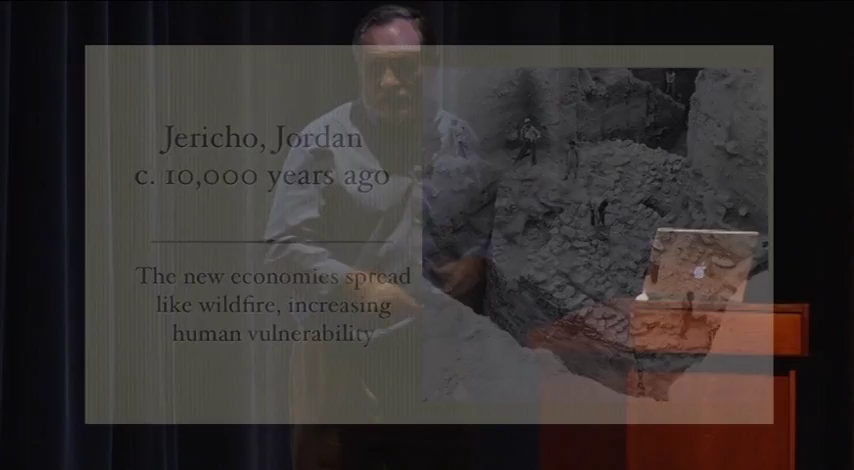 Jericho, Jordan
c. 10,000 years ago
The new economies spread
like wildfire, increasing
human vulnerability